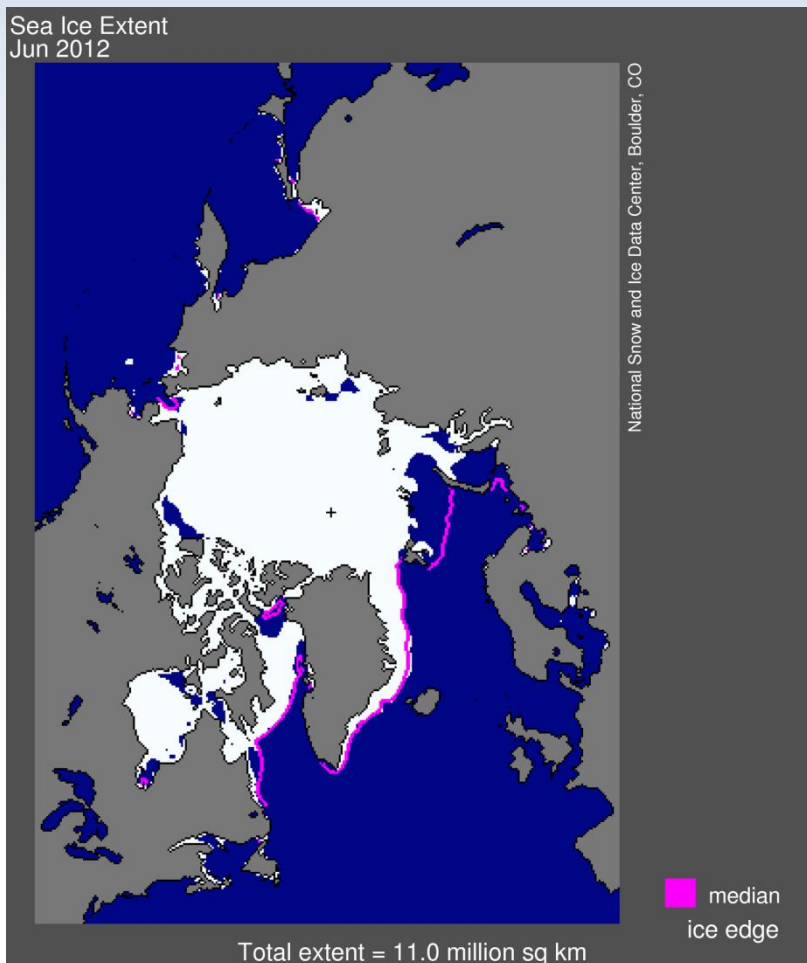 Sea Ice Extent
Jun 2012
National Snow and Ice Data Center, Boulder, CO
median
ice edge
Total extent = 11.0 million sq km